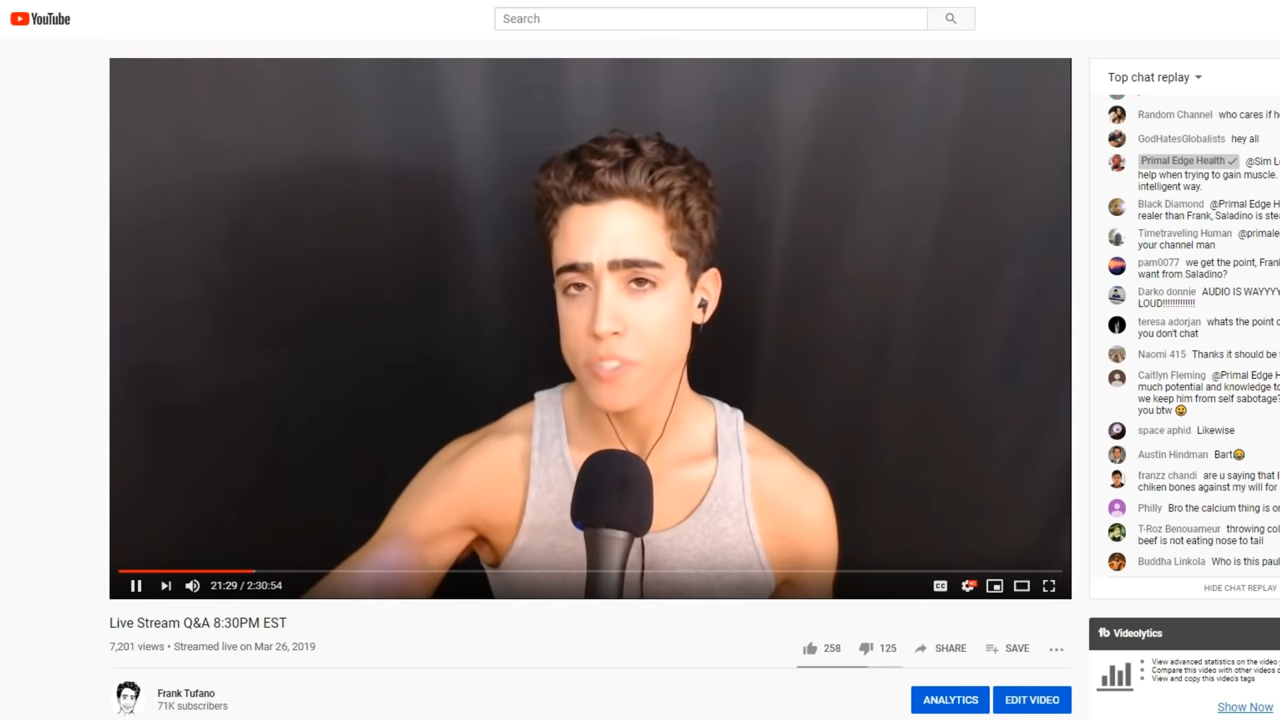 YouTube
Search
Top chat replay
Random Channel who cares if h
GodHatesGlobalists hey all
Primal Edge Health @Sim L
help when trying to gain muscle.
intelligent way.
Black Diamond @Primal Edge H
realer than Frank, Saladino is ste
Timetraveling Human @primale
your channel man
pam0077 we get the point, Fran
want from Saladino?
Darko donnie AUDIO IS WAYYYY
LOUD!!!!!!!!!!!!!
teresa adorjan whats the point o
you don't chat
Naomi 415 Thanks it should be
Caitlyn Fleming @Primal Edge H
much potential and knowledge to
we keep him from self sabotage?
you btw
space aphid Likewise
Austin Hindman Bart
franzz chandi are u saying that I
chiken bones against my will for
Philly Bro the calcium thing is o
T-Roz Benouameur throwing col
beef is not eating nose to tail
Buddha Linkola Who is this paul
HIDE CHAT REPLAY
21:29 / 2:30:54
CC
HD
Live Stream Q&A 8:30PM EST
7,201 views • Streamed live on Mar 26, 2019
258 125 SHARE SAVE
Frank Tufano
71K subscribers
ANALYTICS EDIT VIDEO
tb Videolytics
View advanced statistics on the video
Compare this video with other videos
View and copy this video's tags
Show Now